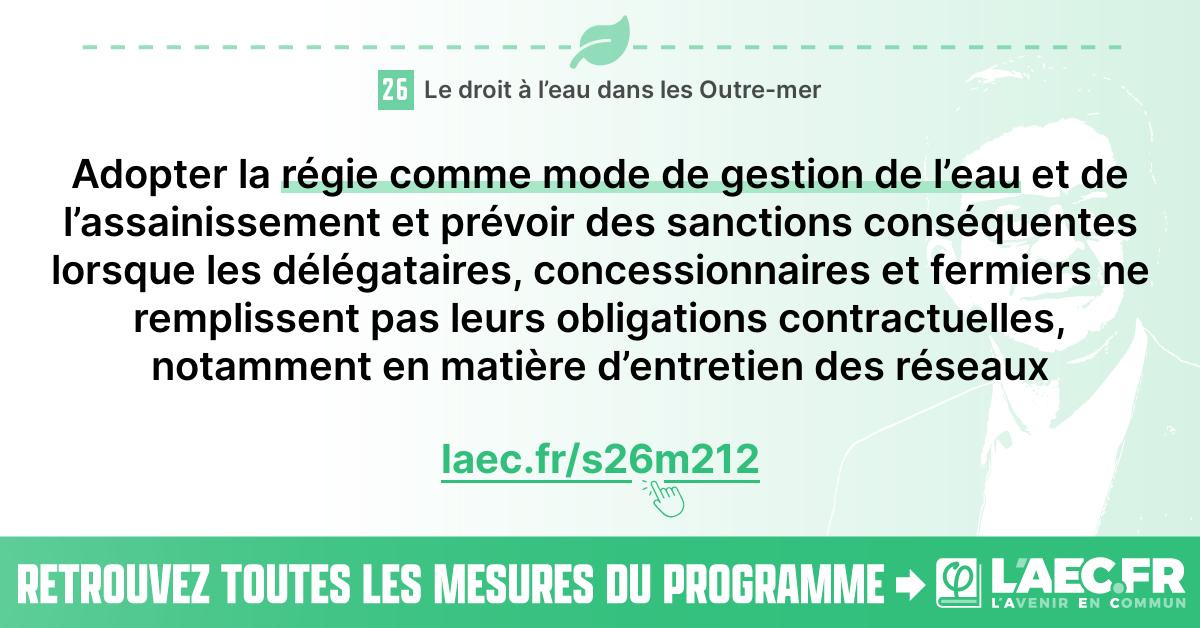 26 Le droit à l’eau dans les Outre-mer
Adopter la régie comme mode de gestion de l’eau et de
l’assainissement et prévoir des sanctions conséquentes
lorsque les délégataires, concessionnaires et fermiers ne
remplissent pas leurs obligations contractuelles,
notamment en matière d’entretien des réseaux
laec.fr/s26m212
RETROUVEZ TOUTES LES MESURES DU PROGRAMME
L'AEC.FR
L'AVENIR EN COMMUN